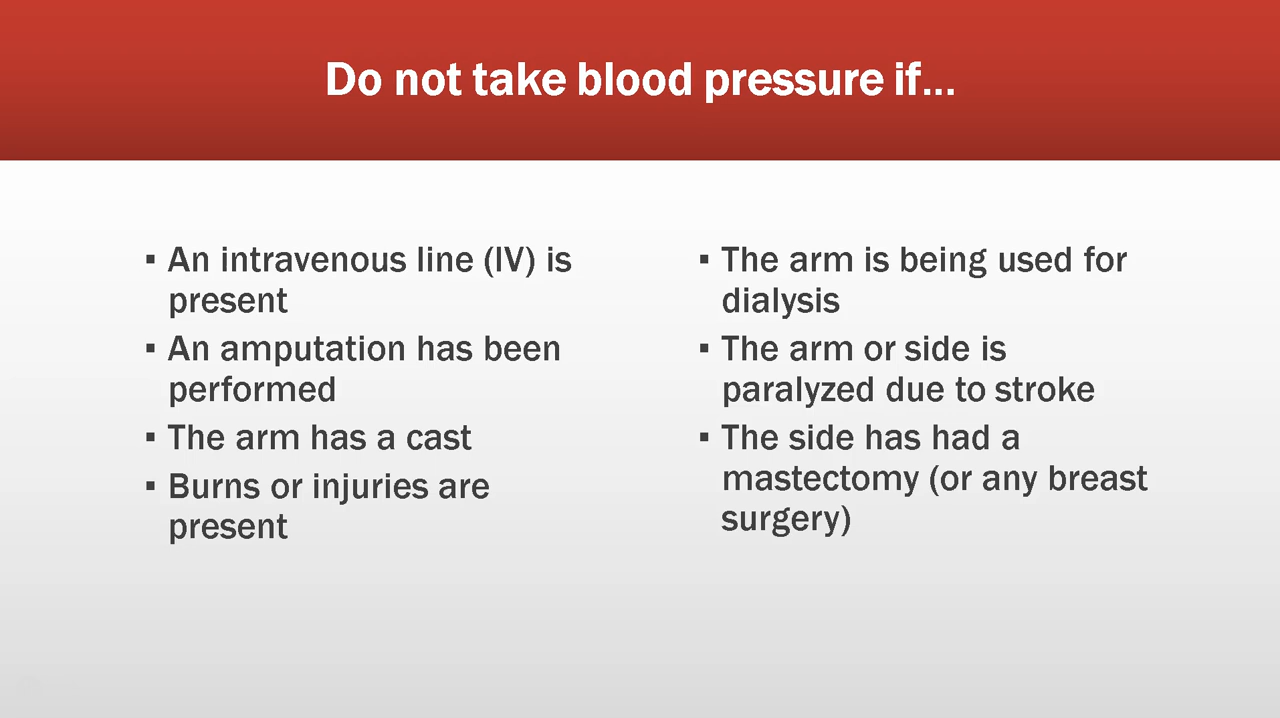 Do not take blood pressure if...
▪ An intravenous line (IV) is
present
▪ An amputation has been
performed
▪ The arm has a cast
▪ Burns or injuries are
present
▪ The arm is being used for
dialysis
▪ The arm or side is
paralyzed due to stroke
▪ The side has had a
mastectomy (or any breast
surgery)